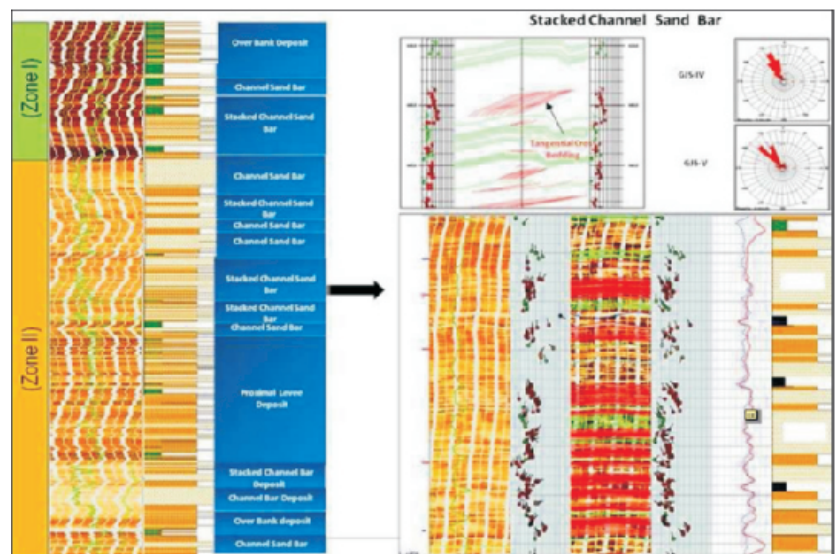 Stacked Channel Sand Bar
(Zone I)
(Zone II)
Over Bank Deposit
Channel Sand Bar
Stacked Channel Sand
Bar
Channel Sand Bar
Stacked Channel Sand
Bar
Channel Sand Bar
Channel Sand Bar
Stacked Channel Sand
Bar
Stacked Channel Sand
Bar
Channel Sand Bar
Proximal Levee
Deposit
Stacked Channel Bar
Deposit
Channel Bar Deposit
Over Bank deposit
Channel Sand Bar
Tangential Cross
Bedding
GJS-IV
GJS-V